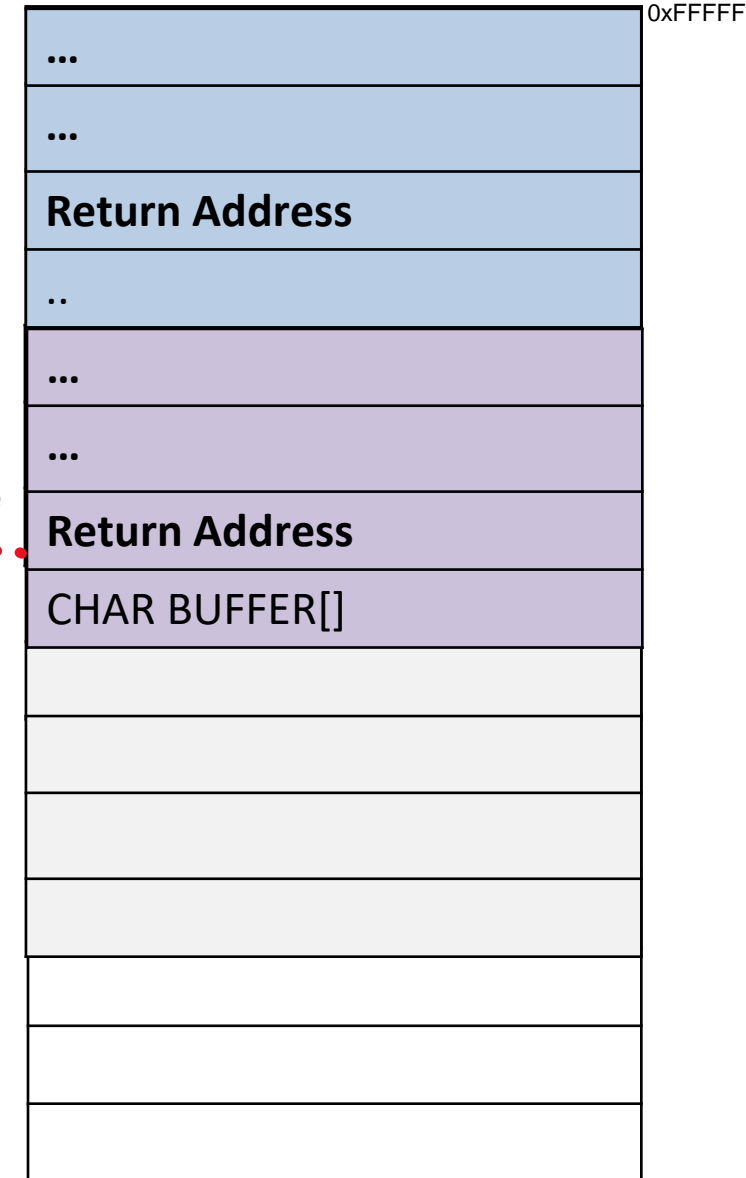 0xFFFFF
...
...
Return Address
..
...
...
Return Address
CHAR BUFFER[]